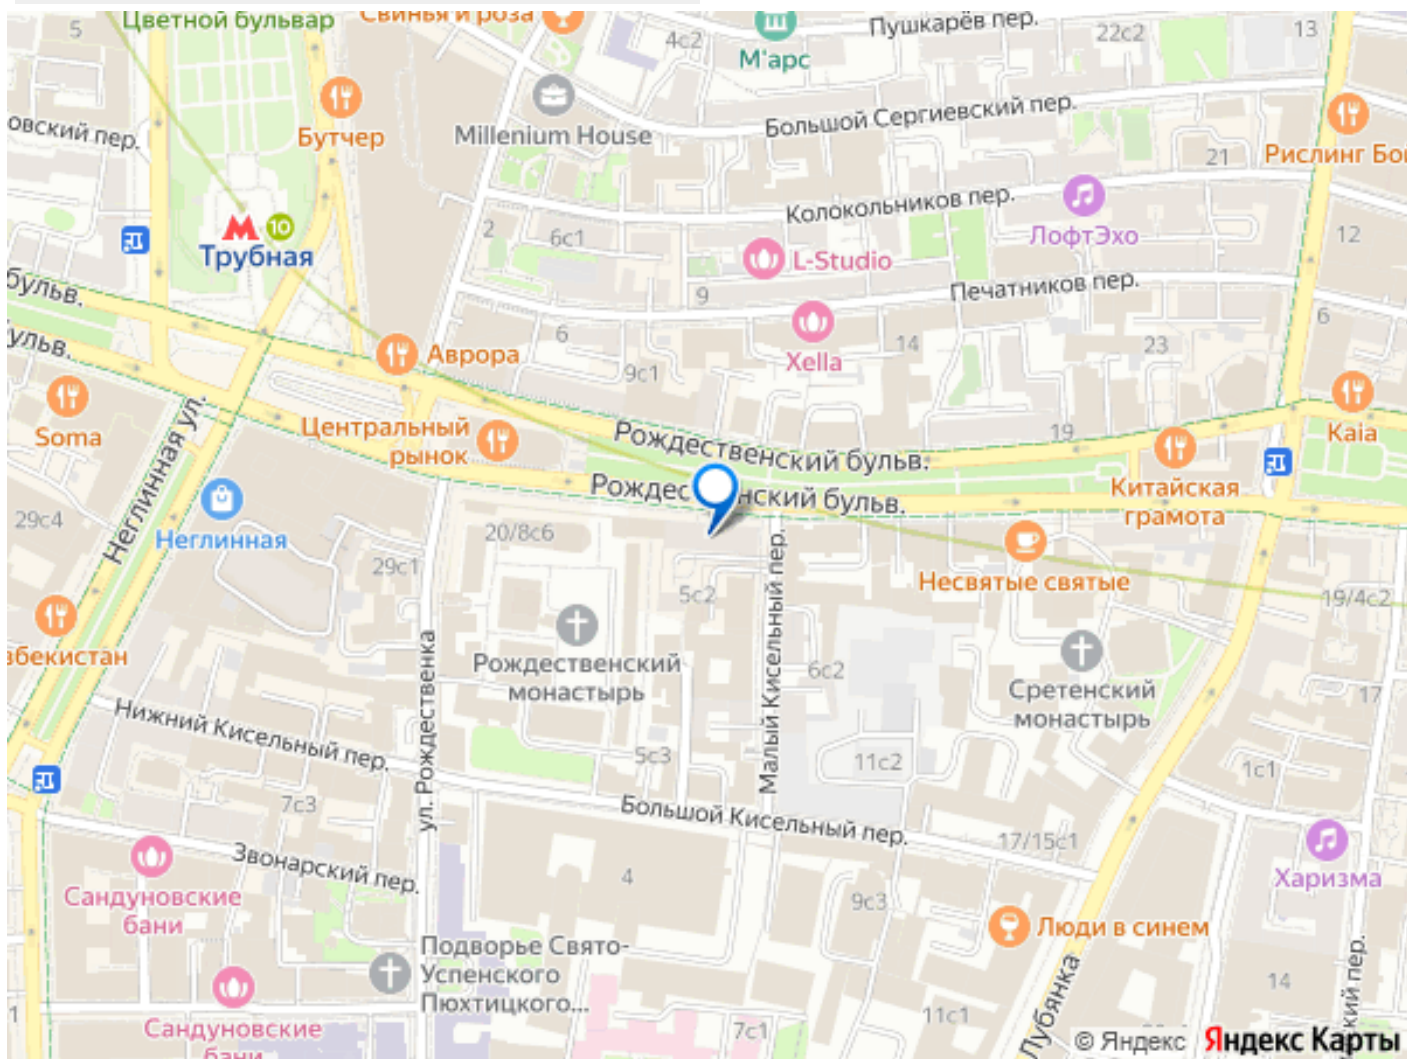 Цветной бульвар
Свинья и роза
Пушкарёв пер.
5
4с2
22с2
13
М'арс
Бутчер
Millenium House
Большой Сергиевский пер.
овский пер.
21
Рислинг Бой
Колокольников пер.
ЛофтЭхо
10
Трубная
2
6с1
L-Studio
12
бульв.
9
Печатников пер.
6
6
ульв.
Аврора
Xella
14
23
9с1
Soma
Неглинная ул.
Центральный
рынок
Рождественский бульв.
19
Kaia
Рождес
нский бульв.
Китайская
грамота
29с4
Неглинная
20/8с6
29с1
Несвятые святые
5с2
19/4с2
збекистан
Рождественский
монастырь
ул. Рождественка
Малый Кисельный пер.
6с2
Сретенский
монастырь
17
Нижний Кисельный пер.
5с3
11с2
1с1
7с3
Большой Кисельный пер.
17/15с1
Звонарский пер.
Харизма
Сандуновские
бани
4
9с3
Люди в синем
Подворье Свято-
Успенского
Пюхтицкого...
14
Лубянка
ский пер.
1
Сандуновские
бани
7с1
© Яндекс Яндекс Карты